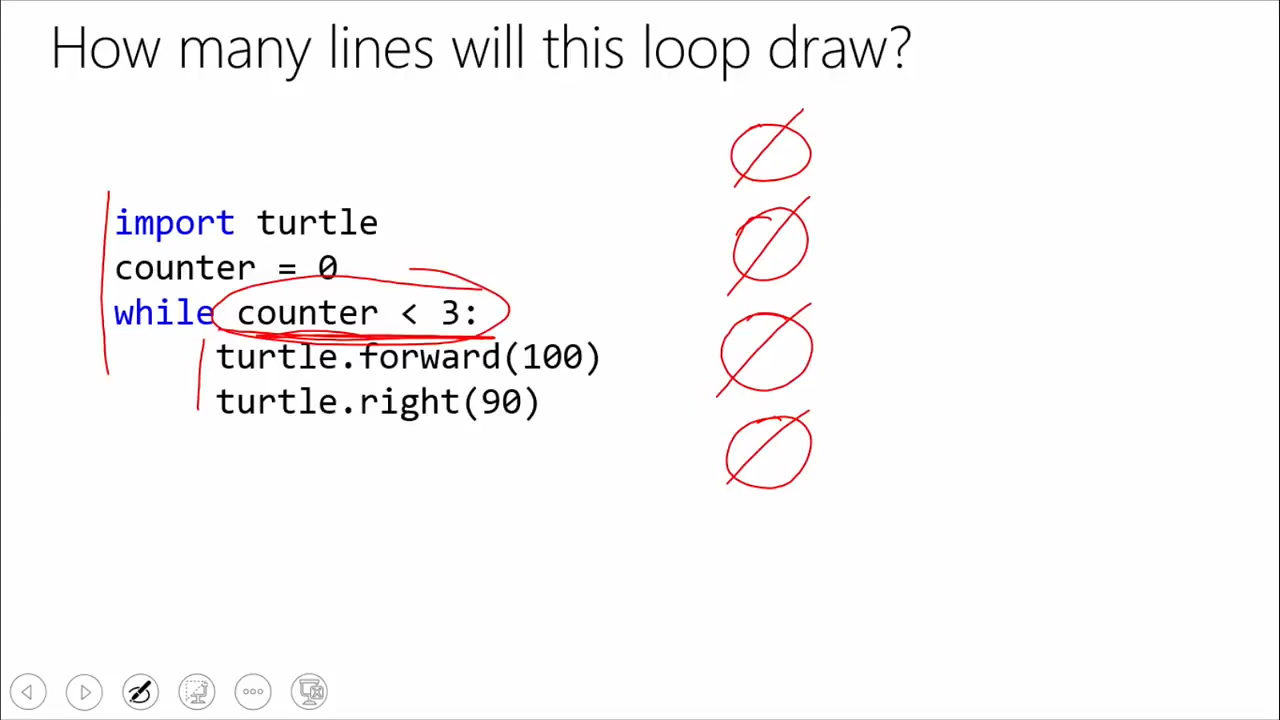 How many lines will this loop draw?
import turtle
counter = 0
while counter < 3:
turtle.forward(100)
turtle.right(90)